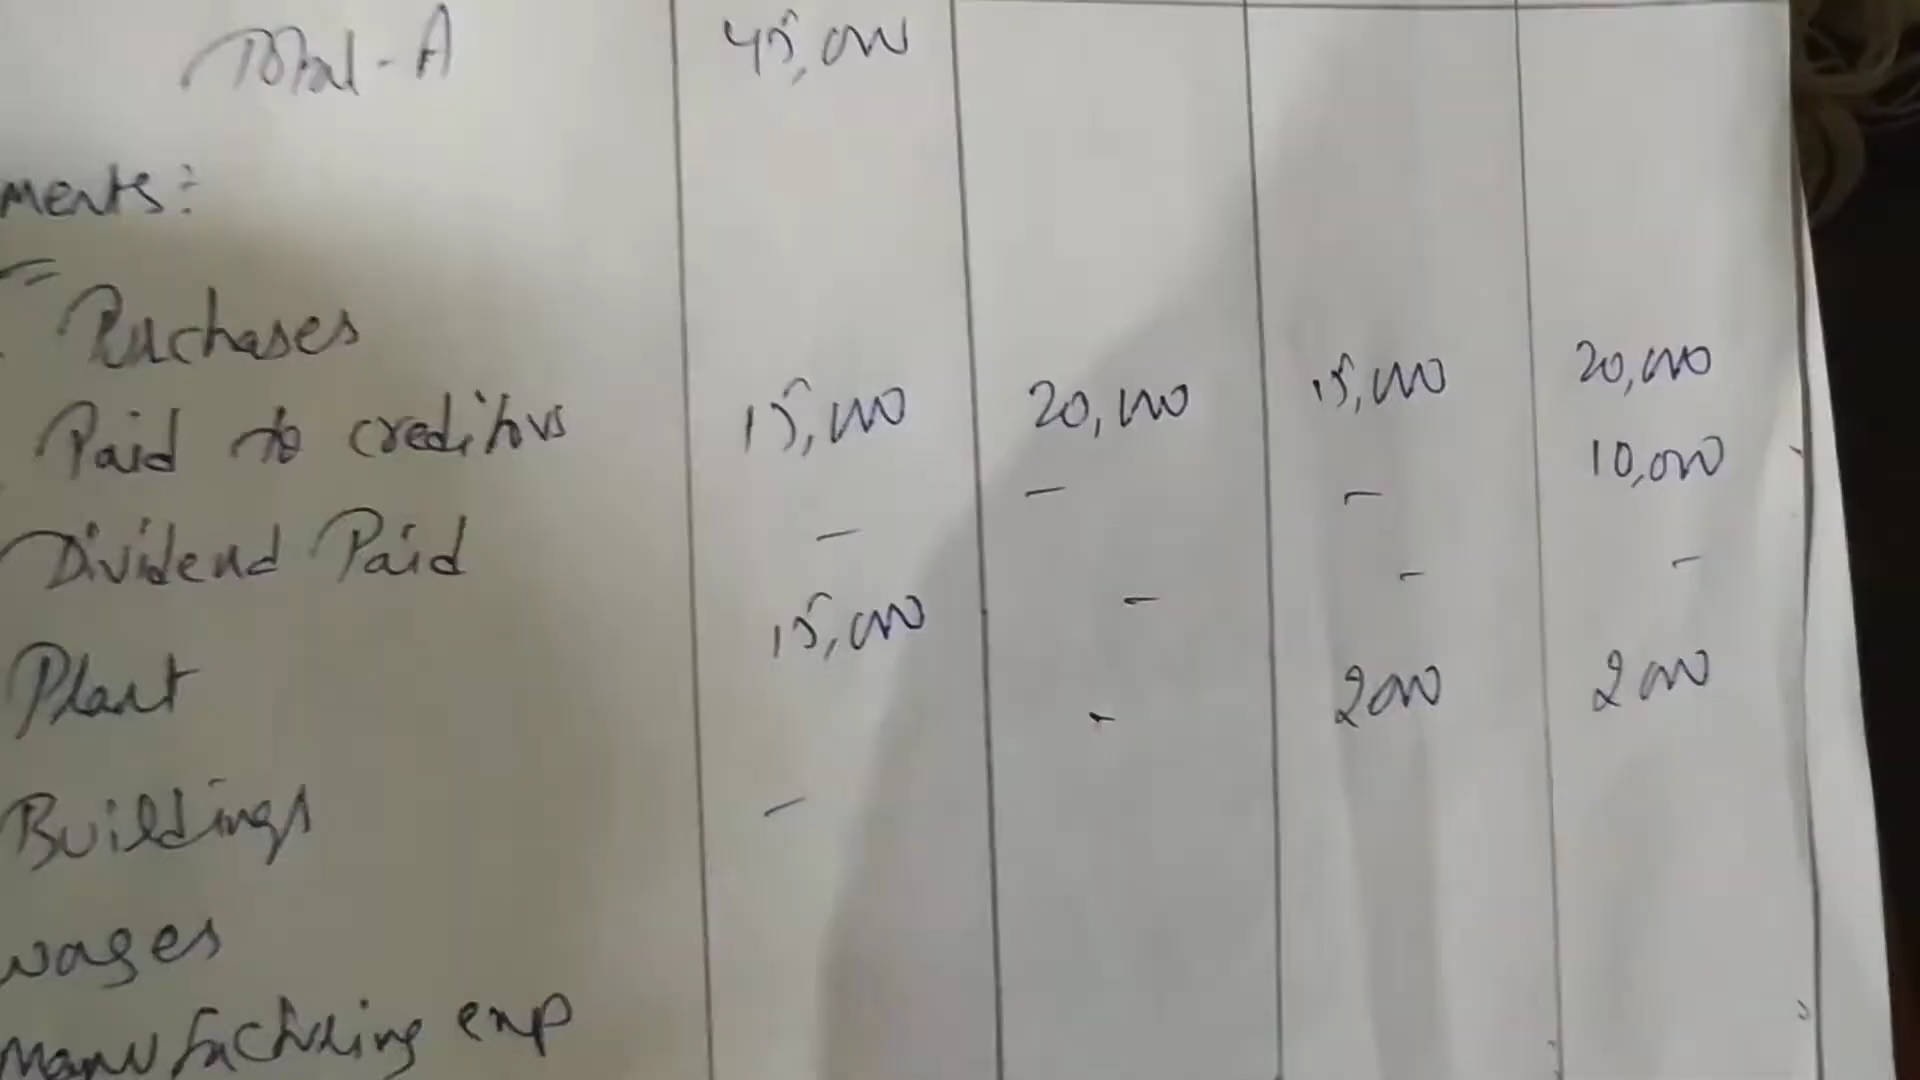 Total - A 45,000
ments:
Purchases
Paid to creditors 15,000 20,000 15,000 20,000
Dividend Paid - - - 10,000
Plant 15,000 - - -
Buildings - - 2000 2000
wages
Manufacturing exp